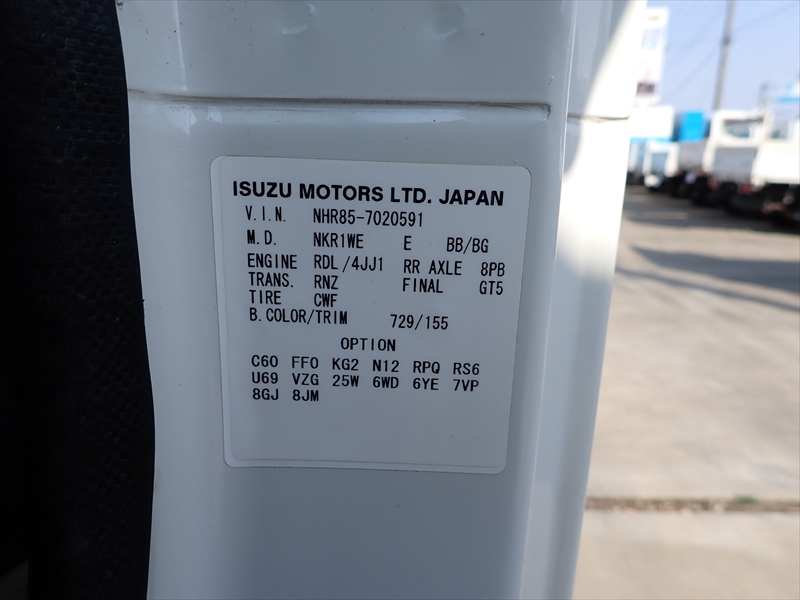 ISUZU MOTORS LTD. JAPAN
V.I.N. NHR85-7020591
M.D. NKR1WE E BB/BG
ENGINE RDL/4JJ1 RR AXLE 8PB
TRANS. RNZ FINAL GT5
TIRE CWF
B.COLOR/TRIM 729/155
OPTION
C60 FF0 KG2 N12 RPQ RS6
U69 VZG 25W 6WD 6YE 7VP
8GJ 8JM